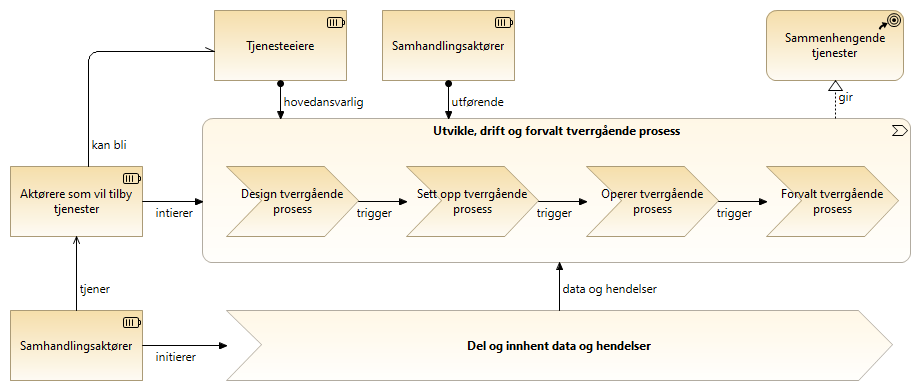 Tjenesteeiere
Samhandlingsaktører
Sammenhengende
tjenester
hovedansvarlig
utførende
gir
kan bli
Utvikle, drift og forvalt tverrgående prosess
Aktørere som vil tilby
tjenester
intierer
Design tverrgående
prosess
trigger
Sett opp tverrgående
prosess
trigger
Operer tverrgående
prosess
trigger
Forvalt tverrgående
prosess
tjener
data og hendelser
Samhandlingsaktører
initierer
Del og innhent data og hendelser